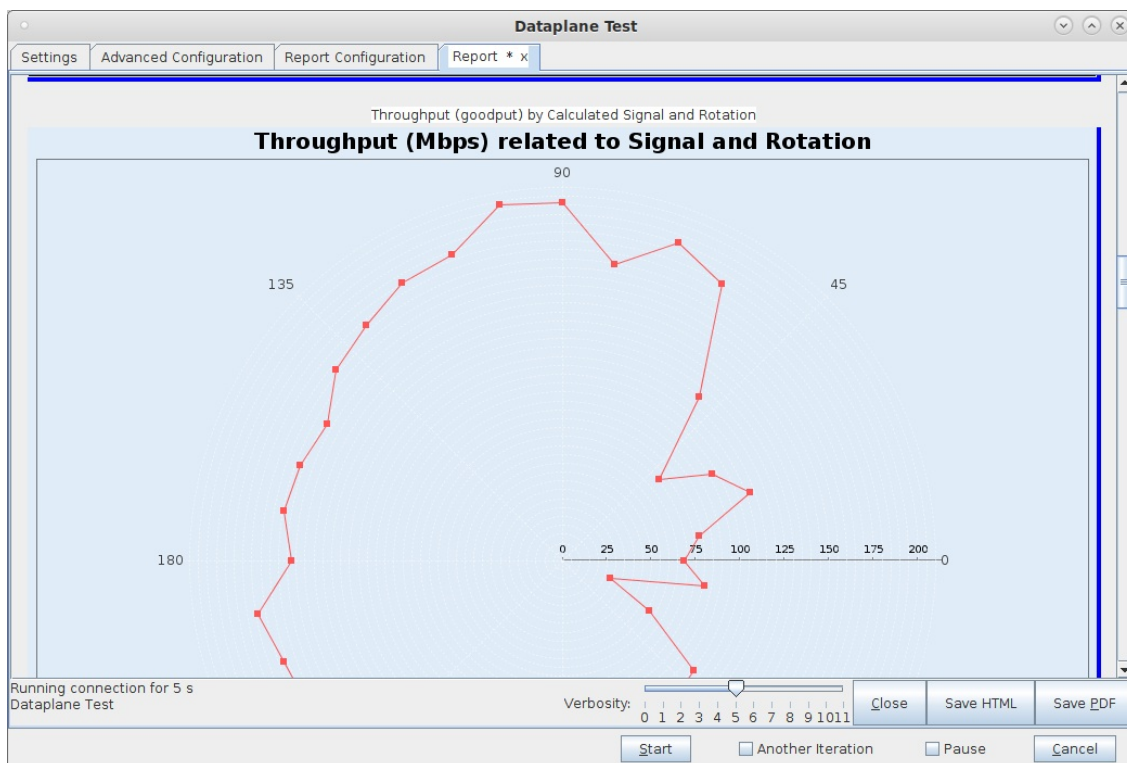 Dataplane Test
Settings Advanced Configuration Report Configuration Report * x
Throughput (goodput) by Calculated Signal and Rotation
Throughput (Mbps) related to Signal and Rotation
90
135 45
0 25 50 75 100 125 150 175 200
180 0
Running connection for 5 s
Dataplane Test
Verbosity:
0 1 2 3 4 5 6 7 8 9 1011
Close Save HTML Save PDF
Start Another Iteration Pause Cancel